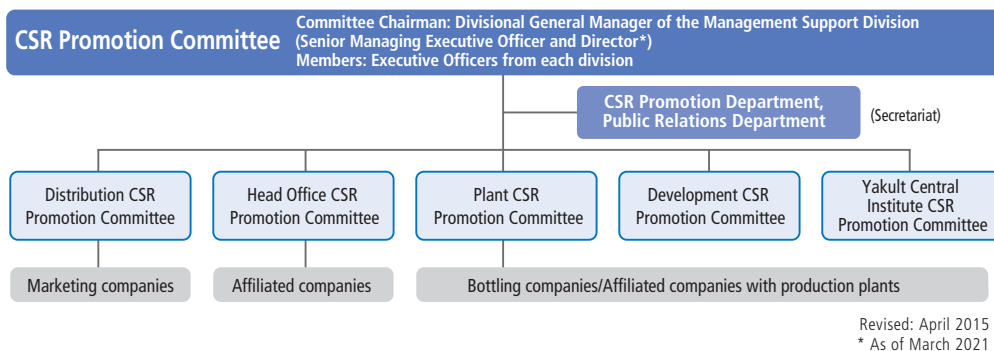 CSR Promotion Committee
Committee Chairman: Divisional General Manager of the Management Support Division
(Senior Managing Executive Officer and Director*)
Members: Executive Officers from each division
CSR Promotion Department,
Public Relations Department
(Secretariat)
Distribution CSR
Promotion Committee
Head Office CSR
Promotion Committee
Plant CSR
Promotion Committee
Development CSR
Promotion Committee
Yakult Central
Institute CSR
Promotion Committee
Marketing companies
Affiliated companies
Bottling companies/Affiliated companies with production plants
Revised: April 2015
* As of March 2021